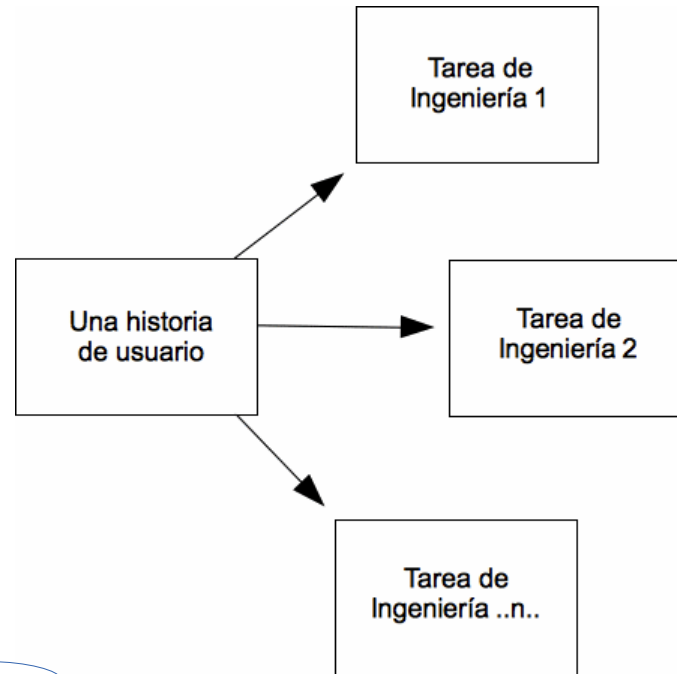 Tarea de
Ingeniería 1
Una historia
de usuario
Tarea de
Ingeniería 2
Tarea de
Ingeniería ..n..